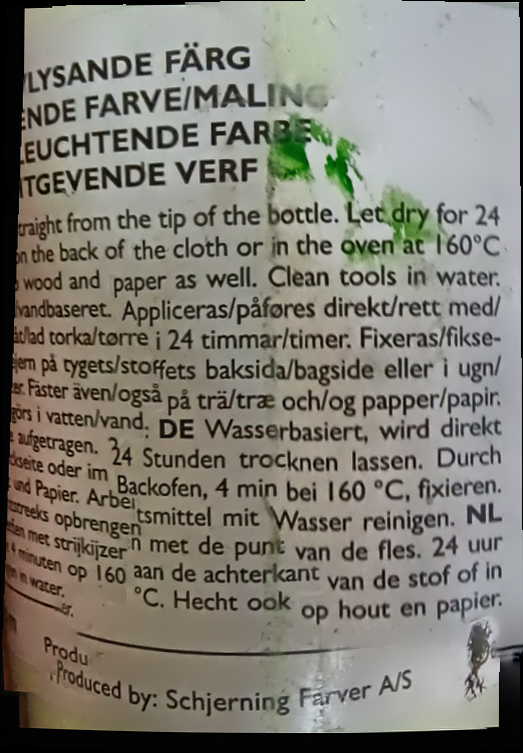 LYSANDE FÄRG
ENDE FARVE/MALING
LEUCHTENDE FARBE
TGEVENDE VERF
traight from the tip of the bottle. Let dry for 24
on the back of the cloth or in the oven at 160°C
wood and paper as well. Clean tools in water.
vandbaseret. Appliceras/påføres direkt/rett med/
åt/lad torka/tørre i 24 timmar/timer. Fixeras/fikse-
jern på tygets/stoffets baksida/bagside eller i ugn/
er. Fäster även/også på trä/træ och/og papper/papir.
görs i vatten/vand. DE Wasserbasiert, wird direkt
aufgetragen. 24 Stunden trocknen lassen. Durch
ckseite oder im Backofen, 4 min bei 160 °C, fixieren.
und Papier. Arbeitsmittel mit Wasser reinigen. NL
streeks opbrengen n met de punt van de fles. 24 uur
met strijkijzer aan de achterkant van de stof of in
4 minuten op 160 °C. Hecht ook op hout en papier.
in water.
er.
Produ
Produced by: Schjerning Farver A/S